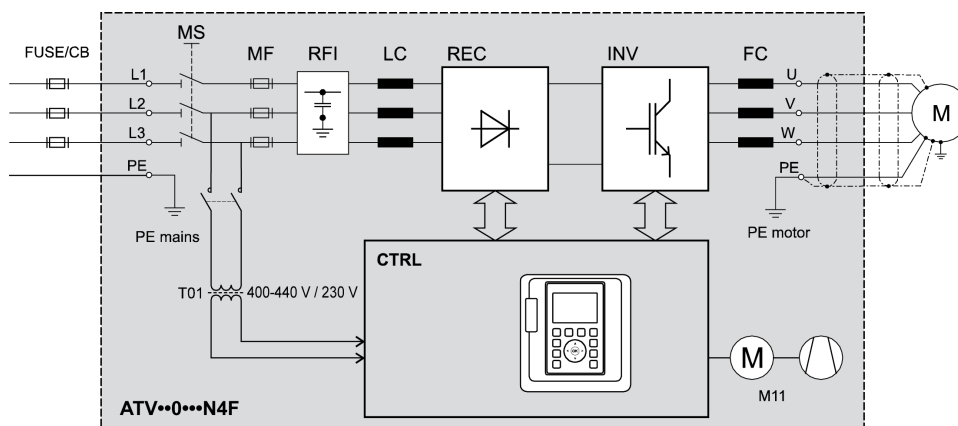 MS
FUSE/CB MF RFI LC REC INV FC
L1 U
L2 V M
L3 W
PE PE
PE mains PE motor
CTRL
T01 400-440 V / 230 V
OK
M
M11
ATV••0•••N4F